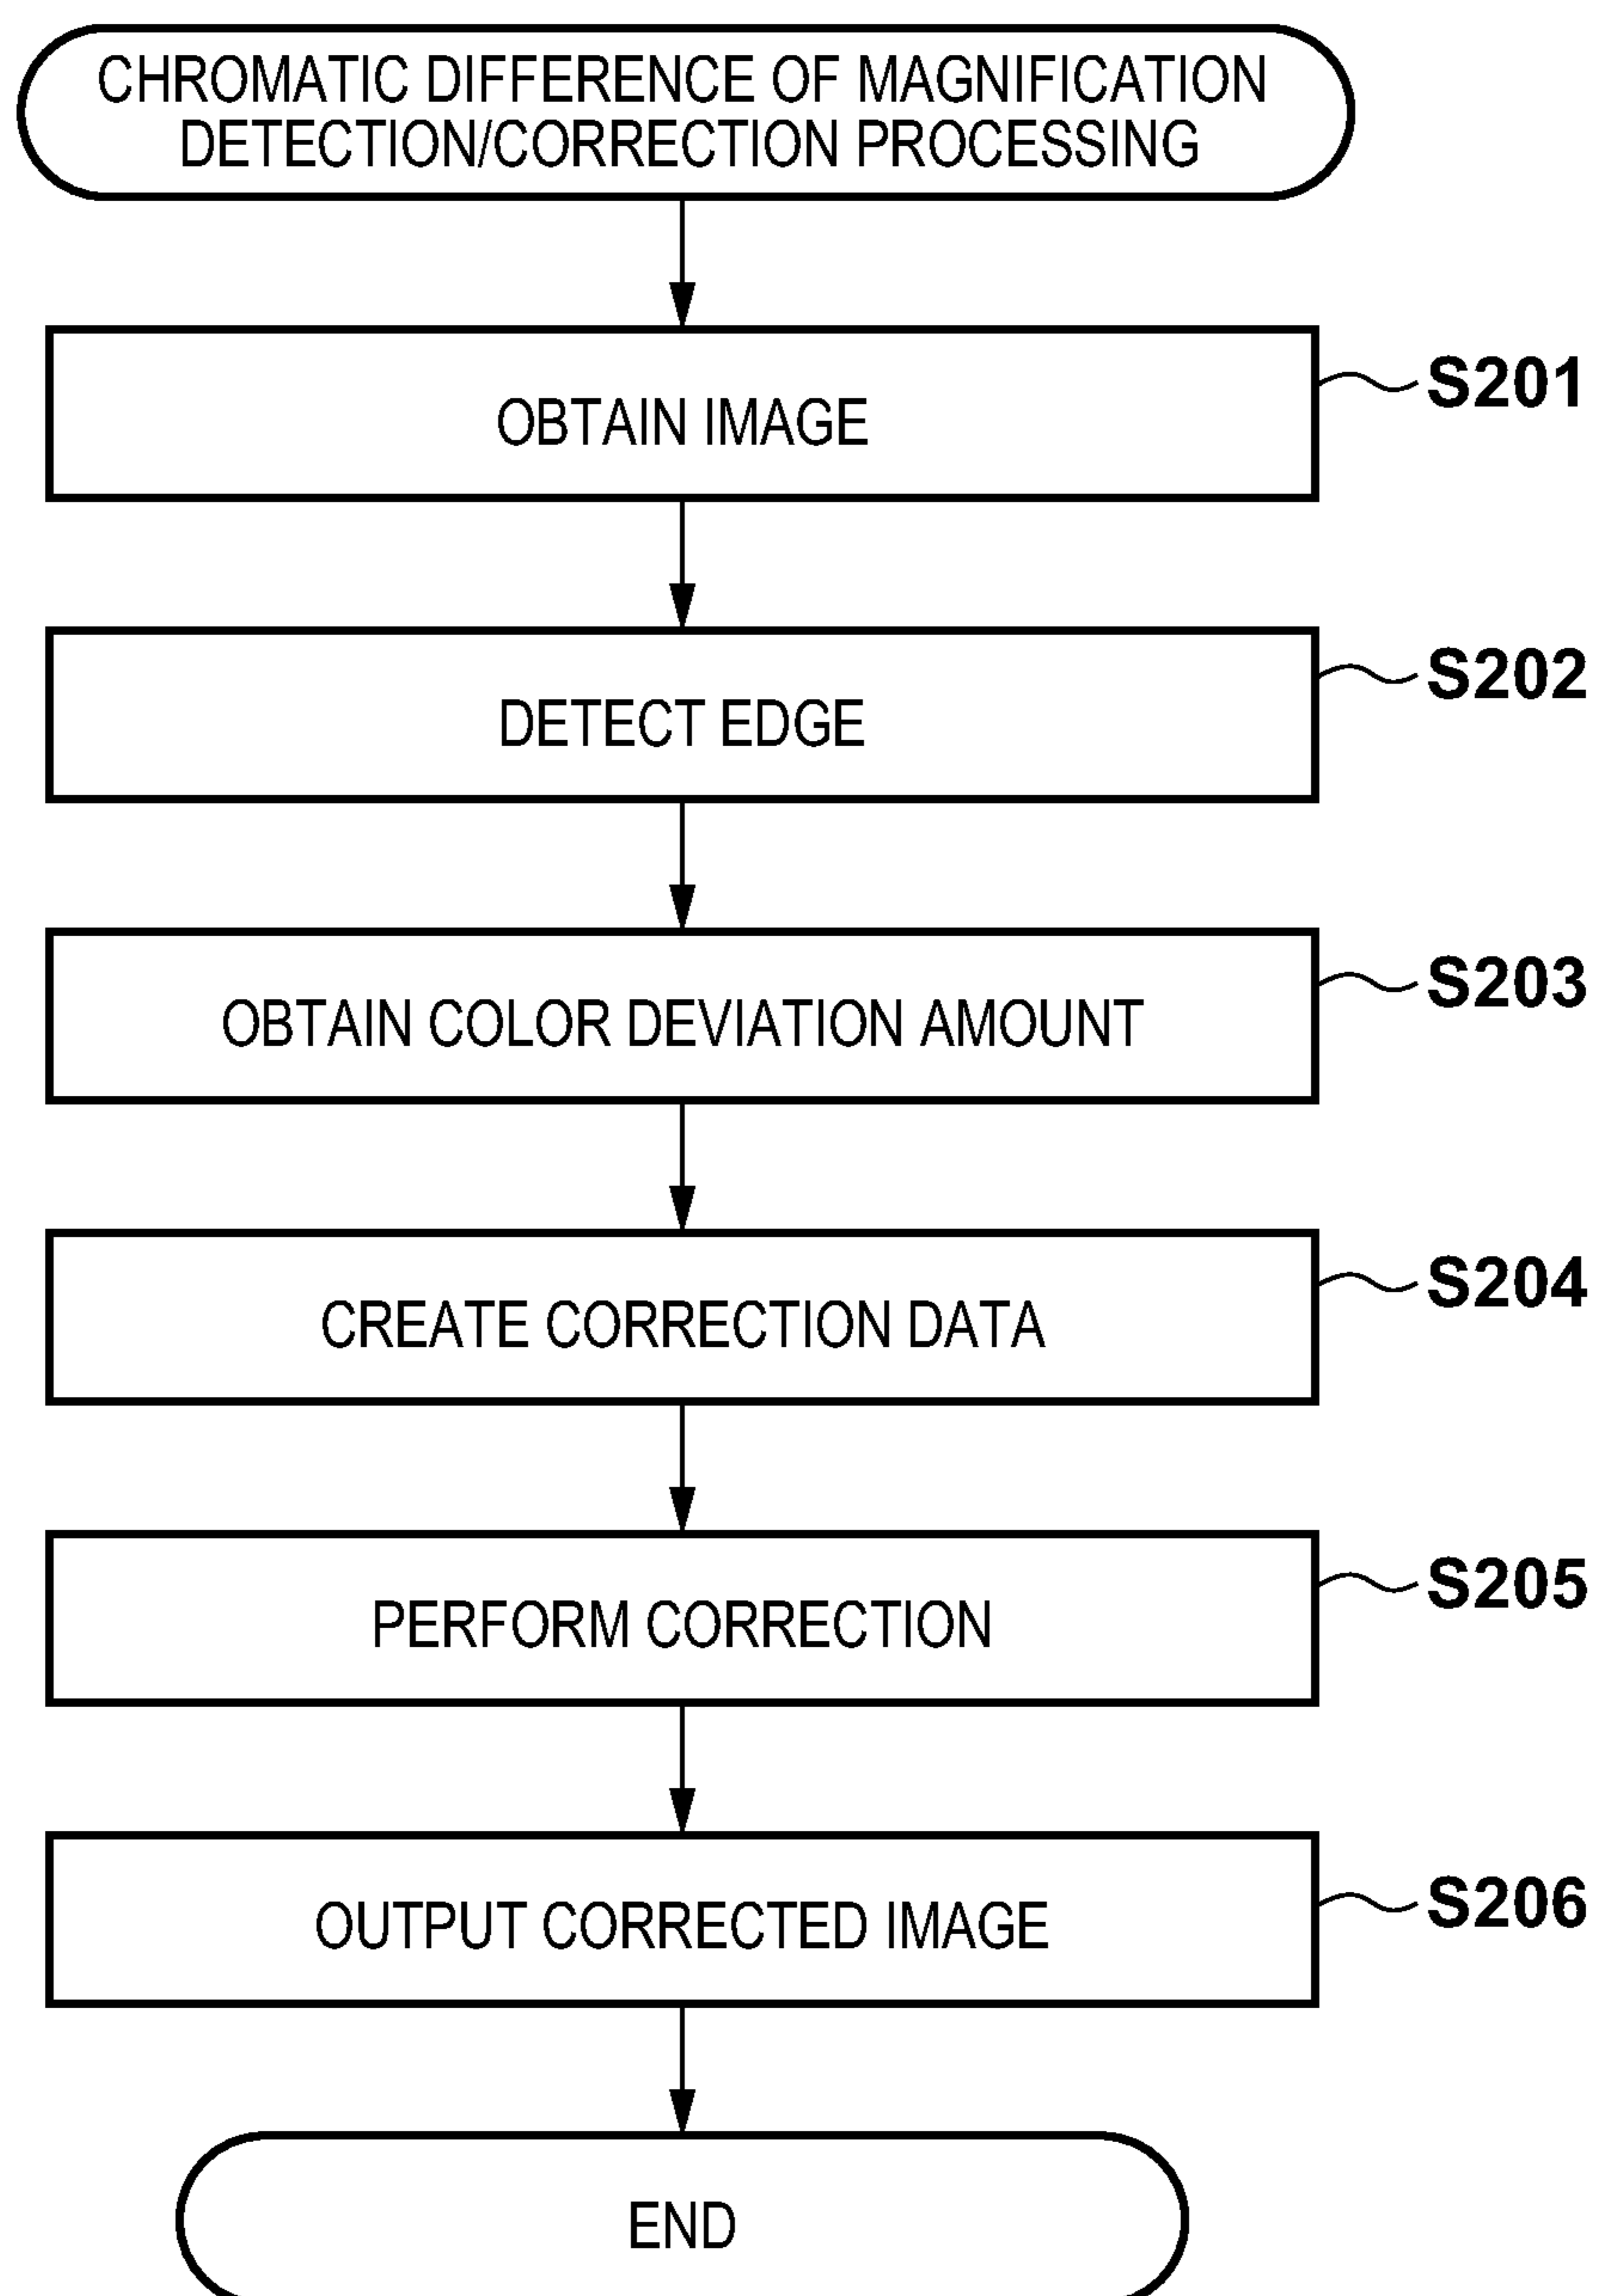 CHROMATIC DIFFERENCE OF MAGNIFICATION
DETECTION/CORRECTION PROCESSING
OBTAIN IMAGE
S201
DETECT EDGE
S202
OBTAIN COLOR DEVIATION AMOUNT
S203
CREATE CORRECTION DATA
S204
PERFORM CORRECTION
S205
OUTPUT CORRECTED IMAGE
S206
END